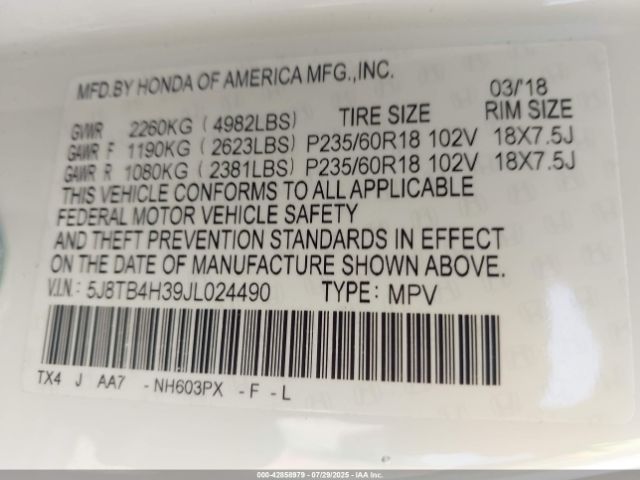 MFD.BY HONDA OF AMERICA MFG.,INC. 03/'18
GVWR 2260KG ( 4982LBS) TIRE SIZE RIM SIZE
GAWR F 1190KG ( 2623LBS) P235/60R18 102V 18X7.5J
GAWR R 1080KG ( 2381LBS) P235/60R18 102V 18X7.5J
THIS VEHICLE CONFORMS TO ALL APPLICABLE
FEDERAL MOTOR VEHICLE SAFETY
AND THEFT PREVENTION STANDARDS IN EFFECT
ON THE DATE OF MANUFACTURE SHOWN ABOVE.
V.I.N.: 5J8TB4H39JL024490 TYPE: MPV
TX4 J AA7 -NH603PX -F -L
000-42858979 | 07/29/2025 - IAA Inc.